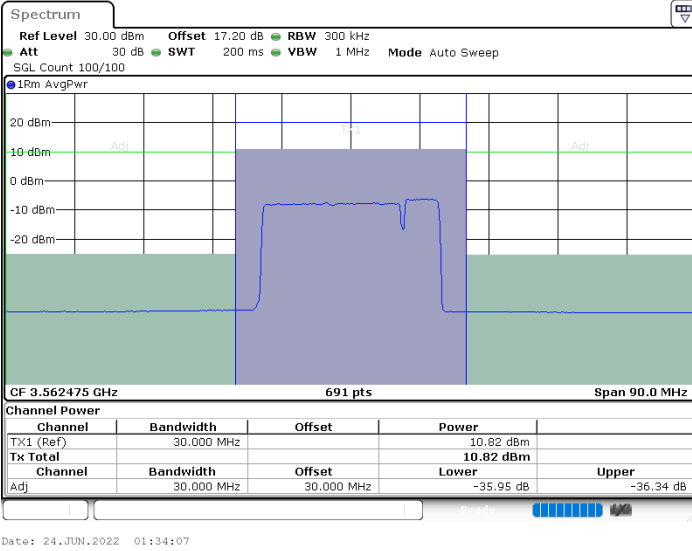 Spectrum
Ref Level 30.00 dBm Offset 17.20 dB RBW 300 kHz
Att 30 dB SWT 200 ms VBW 1 MHz Mode Auto Sweep
SGL Count 100/100
1Rm AvgPwr
20 dBm
TX1
Adj
Adj
10 dBm
0 dBm
-10 dBm
-20 dBm
CF 3.562475 GHz 691 pts Span 90.0 MHz
Channel Power
Channel Bandwidth Offset Power
TX1 (Ref) 30.000 MHz 10.82 dBm
Tx Total 10.82 dBm
Channel Bandwidth Offset Lower Upper
Adj 30.000 MHz 30.000 MHz -35.95 dB -36.34 dB
Ready
Date: 24.JUN.2022 01:34:07